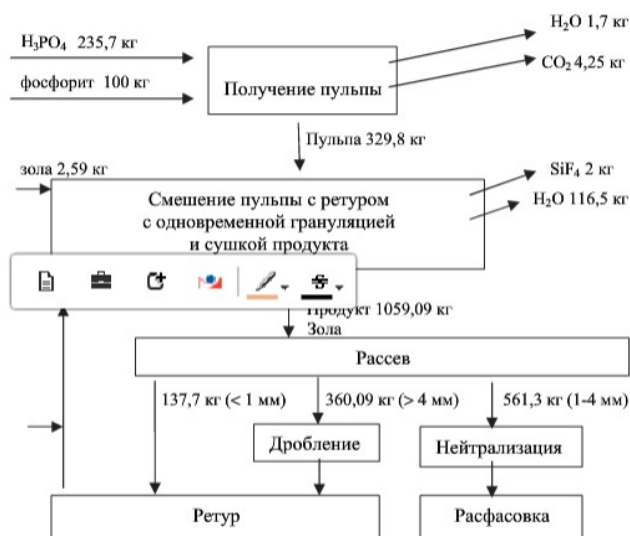 H₂O 1,7 кг
H₃PO₄ 235,7 кг
CO₂ 4,25 кг
фосфорит 100 кг
Получение пульпы
Пульпа 329,8 кг
зола 2,59 кг
SiF₄ 2 кг
H₂O 116,5 кг
Смешение пульпы с ретуром
с одновременной грануляцией
и сушкой продукта
Продукт 1059,09 кг
Зола
Рассев
137,7 кг (< 1 мм)
360,09 кг (> 4 мм)
561,3 кг (1-4 мм)
Дробление
Нейтрализация
Ретур
Расфасовка